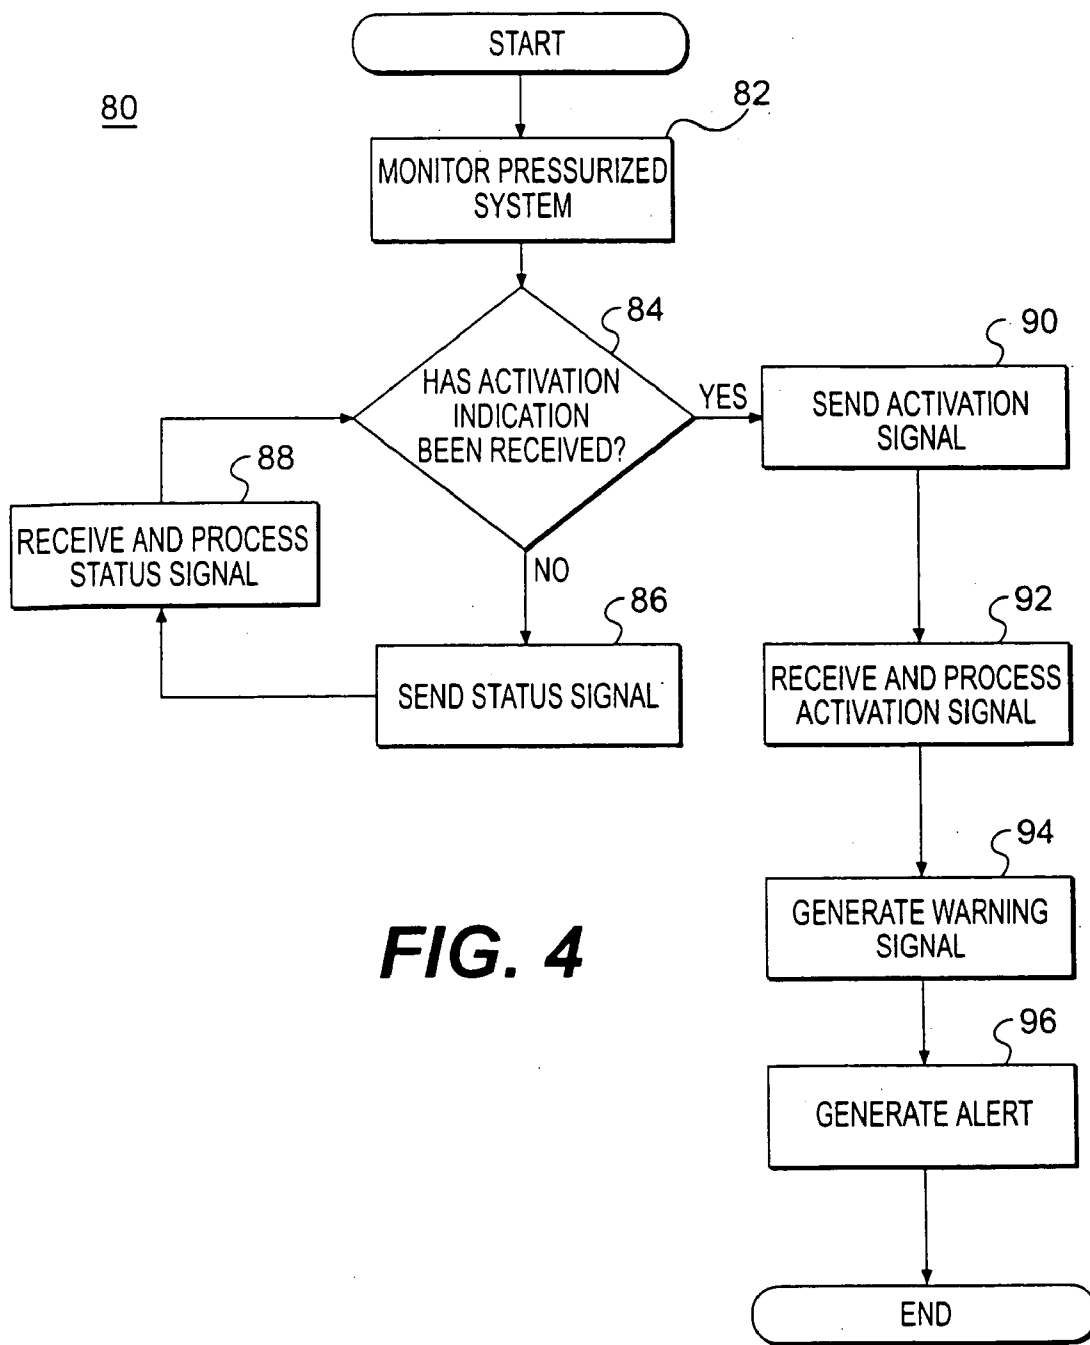 START
80
82
MONITOR PRESSURIZED
SYSTEM
84
HAS ACTIVATION
INDICATION
BEEN RECEIVED?
YES
90
SEND ACTIVATION
SIGNAL
88
RECEIVE AND PROCESS
STATUS SIGNAL
NO
86
SEND STATUS SIGNAL
92
RECEIVE AND PROCESS
ACTIVATION SIGNAL
94
GENERATE WARNING
SIGNAL
FIG. 4
96
GENERATE ALERT
END